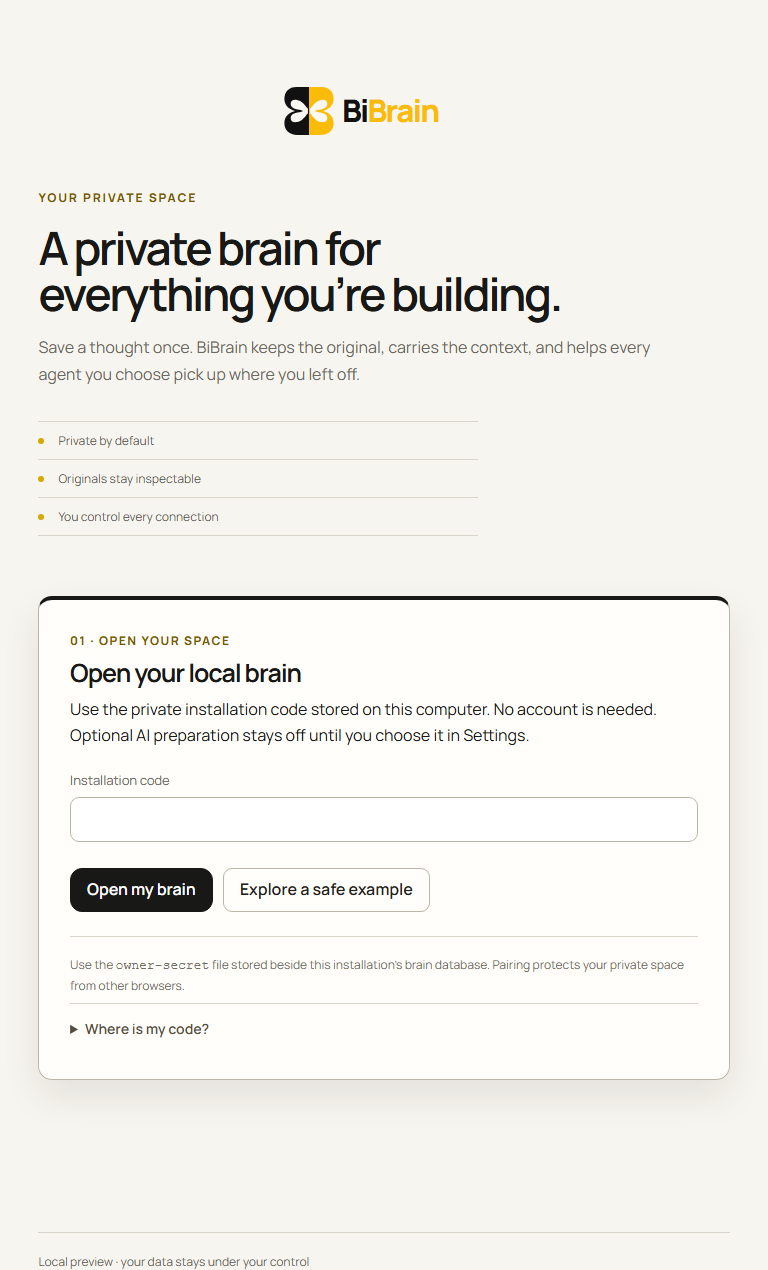 BiBrain
YOUR PRIVATE SPACE
A private brain for
everything you’re building.
Save a thought once. BiBrain keeps the original, carries the context, and helps every
agent you choose pick up where you left off.
Private by default
Originals stay inspectable
You control every connection
01 · OPEN YOUR SPACE
Open your local brain
Use the private installation code stored on this computer. No account is needed.
Optional AI preparation stays off until you choose it in Settings.
Installation code
Open my brain
Explore a safe example
Use the owner-secret file stored beside this installation's brain database. Pairing protects your private space
from other browsers.
Where is my code?
Local preview · your data stays under your control